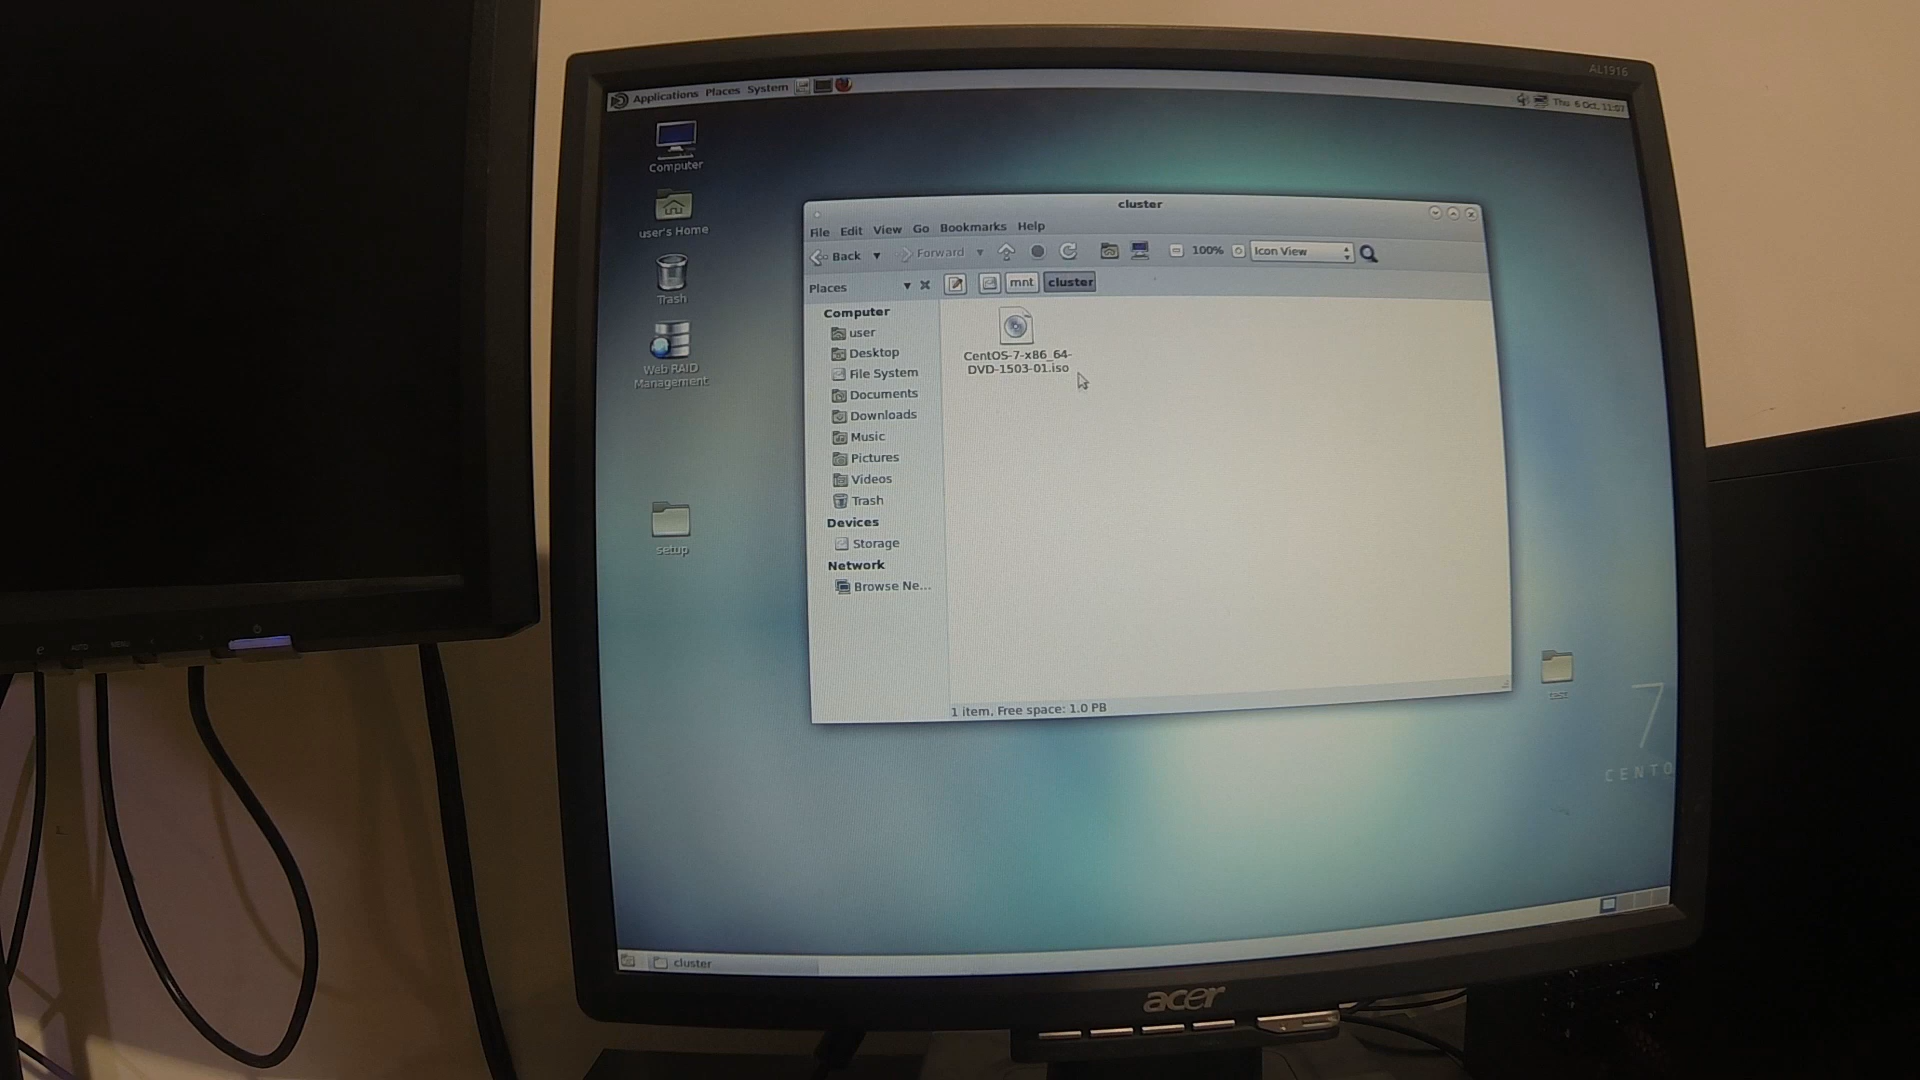 AL1916
Applications Places System
Thu 6 Oct, 11:07
Computer
user's Home
Trash
Web RAID
Management
setup
cluster
File Edit View Go Bookmarks Help
Back Forward 100% Icon View
Places mnt cluster
Computer
user
Desktop
File System
Documents
Downloads
Music
Pictures
Videos
Trash
Devices
Storage
Network
Browse Ne...
CentOS-7-x86_64-
DVD-1503-01.iso
1 item, Free space: 1.0 PB
test
7
CENTO
cluster
acer
e AUTO MENU